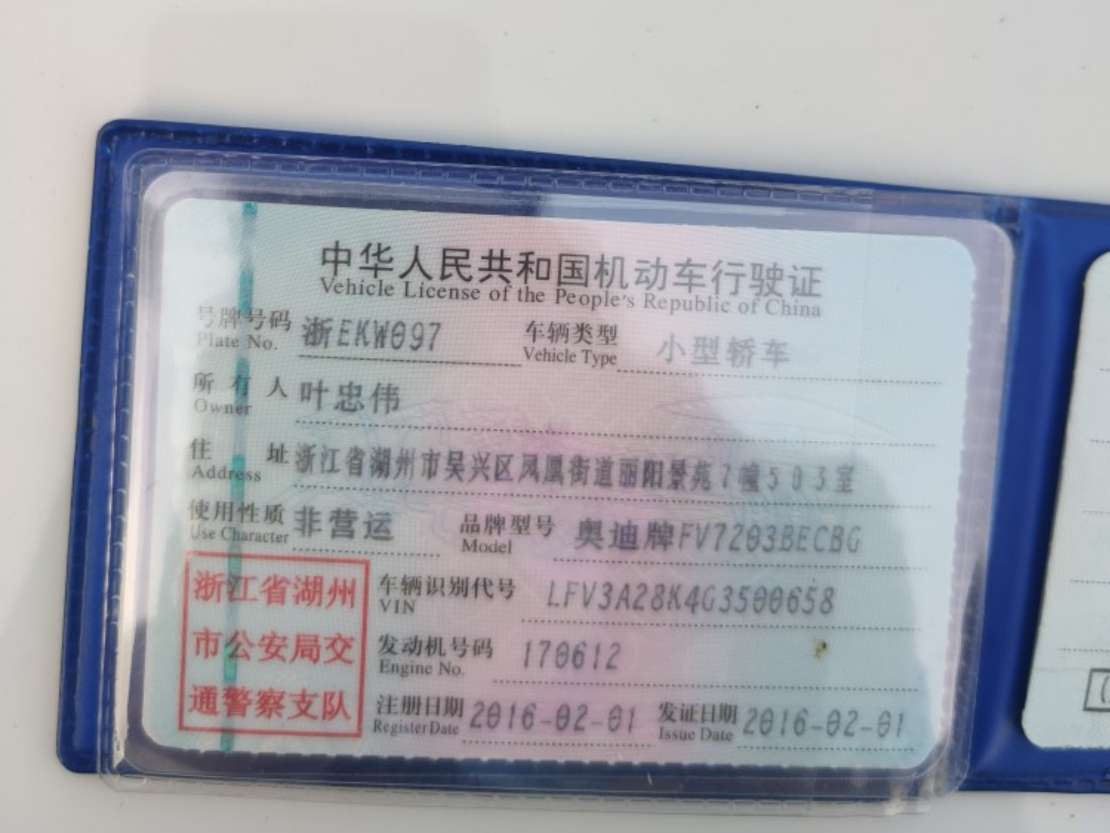 中华人民共和国机动车行驶证
Vehicle License of the People's Republic of China
号牌号码 浙EKW097 车辆类型 小型轿车
Plate No. Vehicle Type
所有人 叶忠伟
Owner
住址 浙江省湖州市吴兴区凤凰街道丽阳景苑7幢503室
Address
使用性质 非营运 品牌型号 奥迪牌FV7203BECBG
Use Character Model
浙江省湖州
市公安局交
通警察支队
车辆识别代号 LFV3A28K4G3500658
VIN
发动机号码 170612
Engine No.
注册日期 2016-02-01 发证日期 2016-02-01
Register Date Issue Date